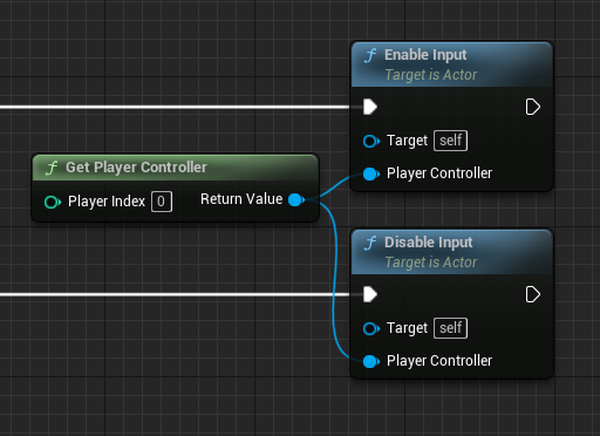 Enable Input
Target is Actor
Target self
Player Controller
Get Player Controller
Player Index 0 Return Value
Disable Input
Target is Actor
Target self
Player Controller